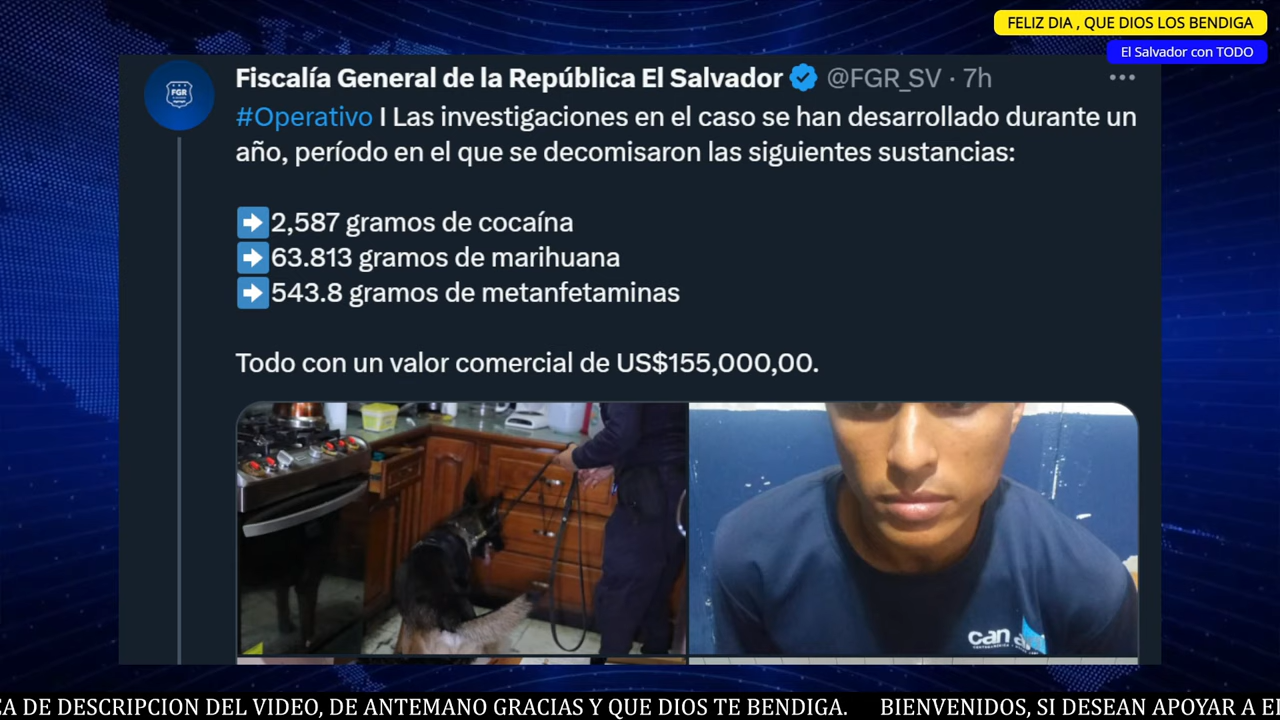 FELIZ DIA , QUE DIOS LOS BENDIGA
El Salvador con TODO
FGR
Fiscalía General de la República El Salvador @FGR_SV · 7h
#Operativo I Las investigaciones en el caso se han desarrollado durante un
año, período en el que se decomisaron las siguientes sustancias:
➡2,587 gramos de cocaína
➡63.813 gramos de marihuana
➡543.8 gramos de metanfetaminas
Todo con un valor comercial de US$155,000,00.
can
DE DESCRIPCION DEL VIDEO, DE ANTEMANO GRACIAS Y QUE DIOS TE BENDIGA. BIENVENIDOS, SI DESEAN APOYAR A